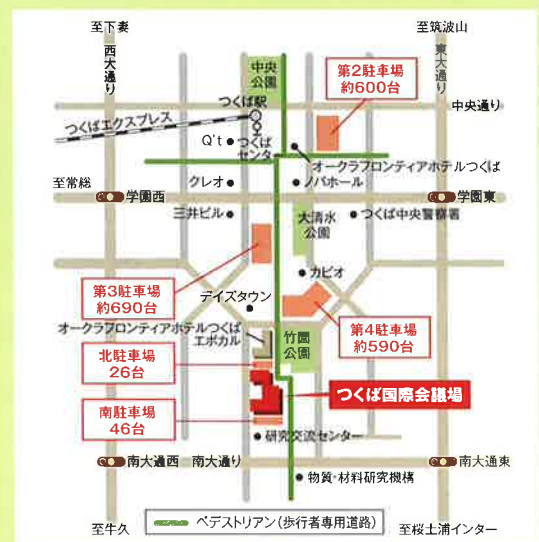 至下妻
至筑波山
西大通り
東大通り
中央
公園
第2駐車場
約600台
つくば駅
中央通り
つくばエクスプレス
Q't
つくば
センタ
オークラフロンティアホテルつくば
至常総
クレオ
ノバホール
学園西
学園東
三井ビル
大清水
公園
つくば中央警察署
第3駐車場
約690台
カピオ
デイズタウン
第4駐車場
約590台
オークラフロンティアホテルつくば
エポカル
竹園
公園
北駐車場
26台
つくば国際会議場
南駐車場
46台
研究交流センター
南大通西
南大通り
南大通東
物質・材料研究機構
至牛久
ペデストリアン(歩行者専用道路)
至桜土浦インター